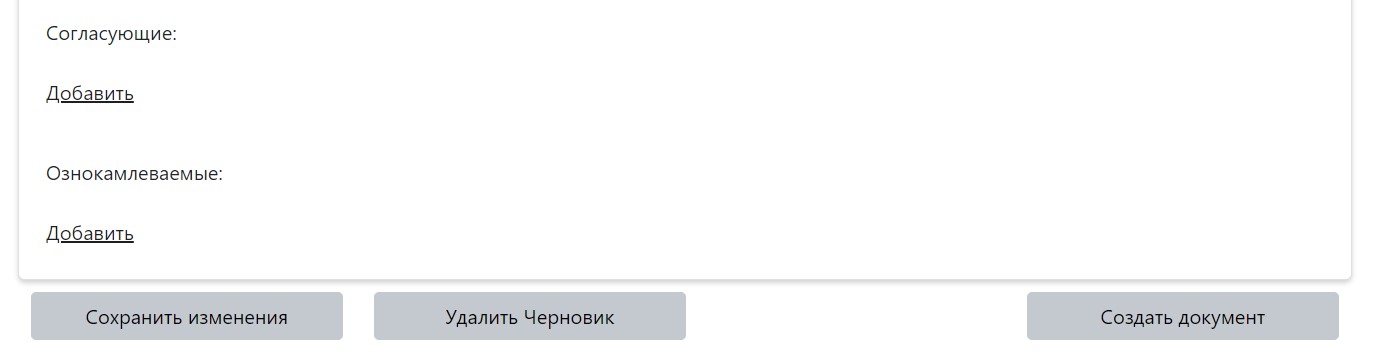 Согласующие:
Добавить
Ознокамлеваемые:
Добавить
Сохранить изменения
Удалить Черновик
Создать документ